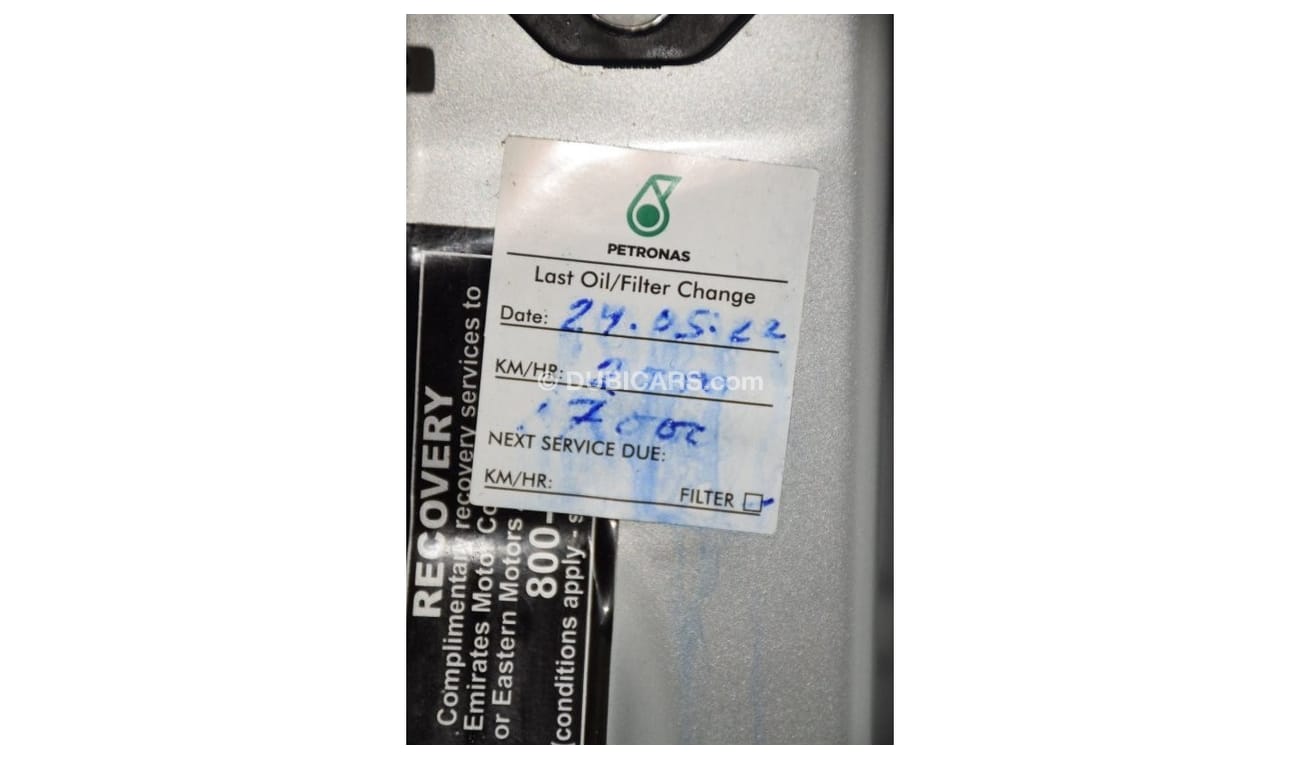 PETRONAS
Last Oil/Filter Change
Date: 24.05.22
KM/HR:
© DUBICARS.com
7000
NEXT SERVICE DUE:
KM/HR:
FILTER
RECOVERY
Complimentary recovery services to
Emirates Motor
or Eastern Motors
800-
(conditions apply -